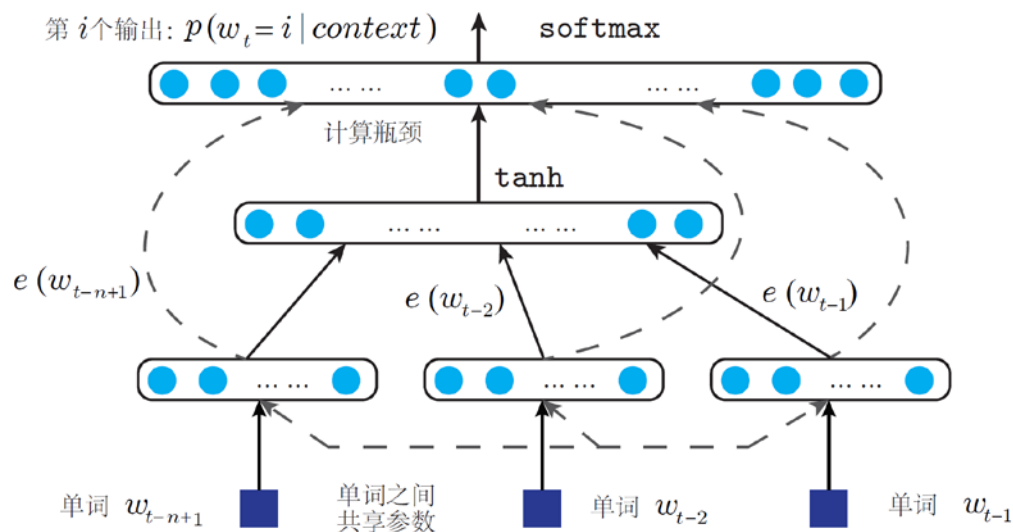 第 i个输出: p(w_t=i|context) softmax
... ... ... ...
计算瓶颈
tanh
... ... ... ...
e(w_{t-n+1}) e(w_{t-2}) e(w_{t-1})
... ... ... ... ... ...
单词 w_{t-n+1} 单词之间 单词 w_{t-2} 单词 w_{t-1}
共享参数